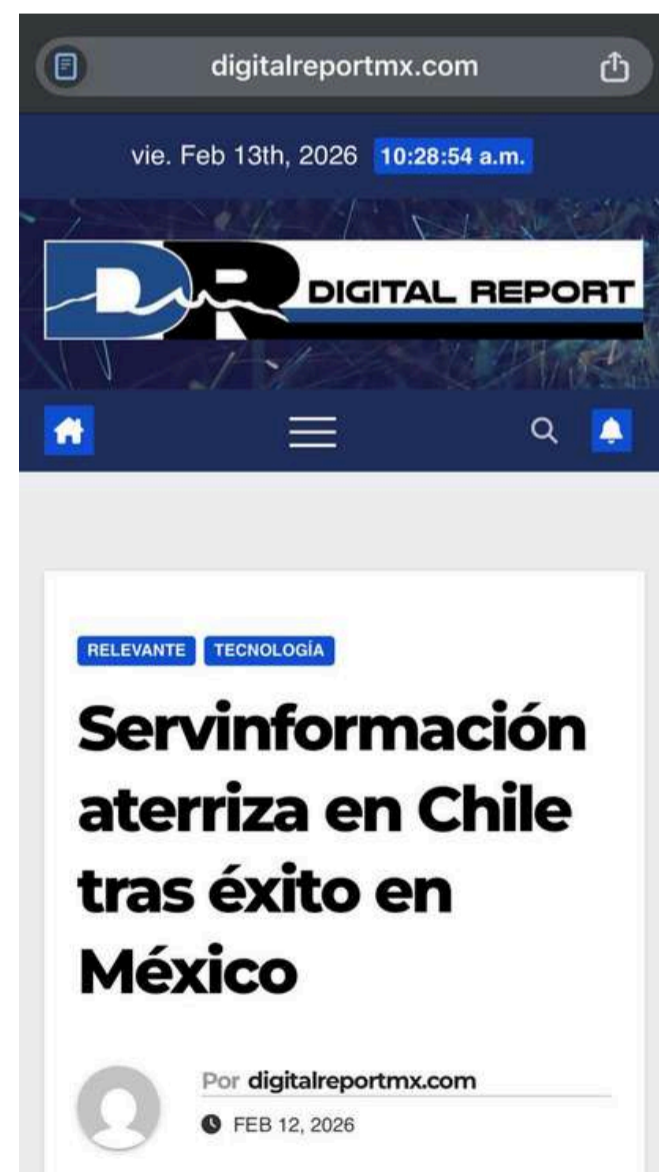 digitalreportmx.com
vie. Feb 13th, 2026 10:28:54 a.m.
DR DIGITAL REPORT
RELEVANTE TECNOLOGÍA
Servinformación
aterriza en Chile
tras éxito en
México
Por digitalreportmx.com
FEB 12, 2026